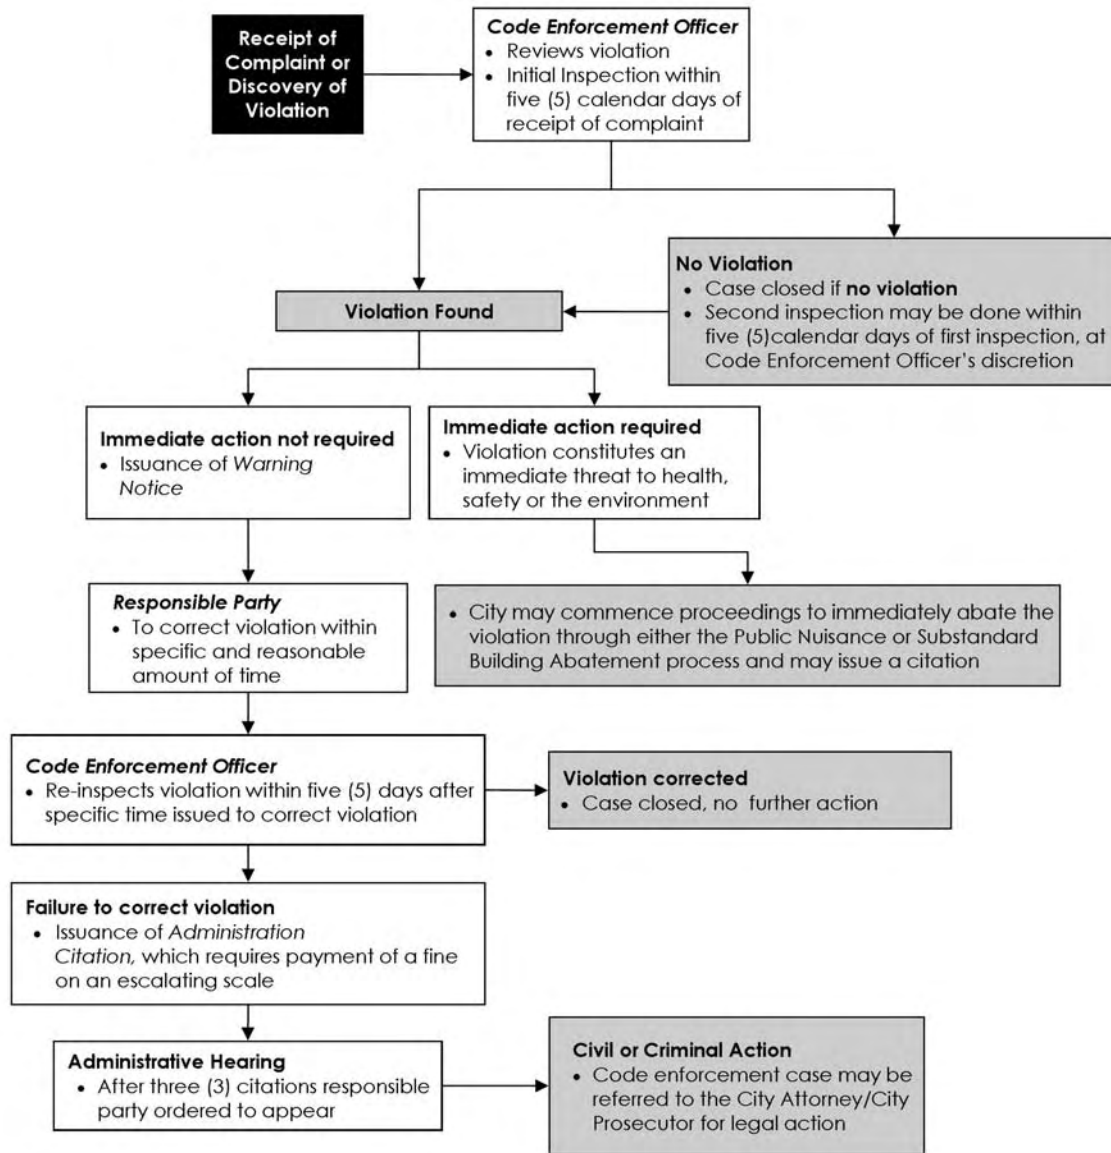 Receipt of
Complaint or
Discovery of
Violation
Code Enforcement Officer
• Reviews violation
• Initial Inspection within
five (5) calendar days of
receipt of complaint
No Violation
• Case closed if no violation
• Second inspection may be done within
five (5)calendar days of first inspection, at
Code Enforcement Officer's discretion
Violation Found
Immediate action not required
• Issuance of Warning
Notice
Immediate action required
• Violation constitutes an
immediate threat to health,
safety or the environment
Responsible Party
• To correct violation within
specific and reasonable
amount of time
• City may commence proceedings to immediately abate the
violation through either the Public Nuisance or Substandard
Building Abatement process and may issue a citation
Code Enforcement Officer
• Re-inspects violation within five (5) days after
specific time issued to correct violation
Violation corrected
• Case closed, no further action
Failure to correct violation
• Issuance of Administration
Citation, which requires payment of a fine
on an escalating scale
Administrative Hearing
• After three (3) citations responsible
party ordered to appear
Civil or Criminal Action
• Code enforcement case may be
referred to the City Attorney/City
Prosecutor for legal action